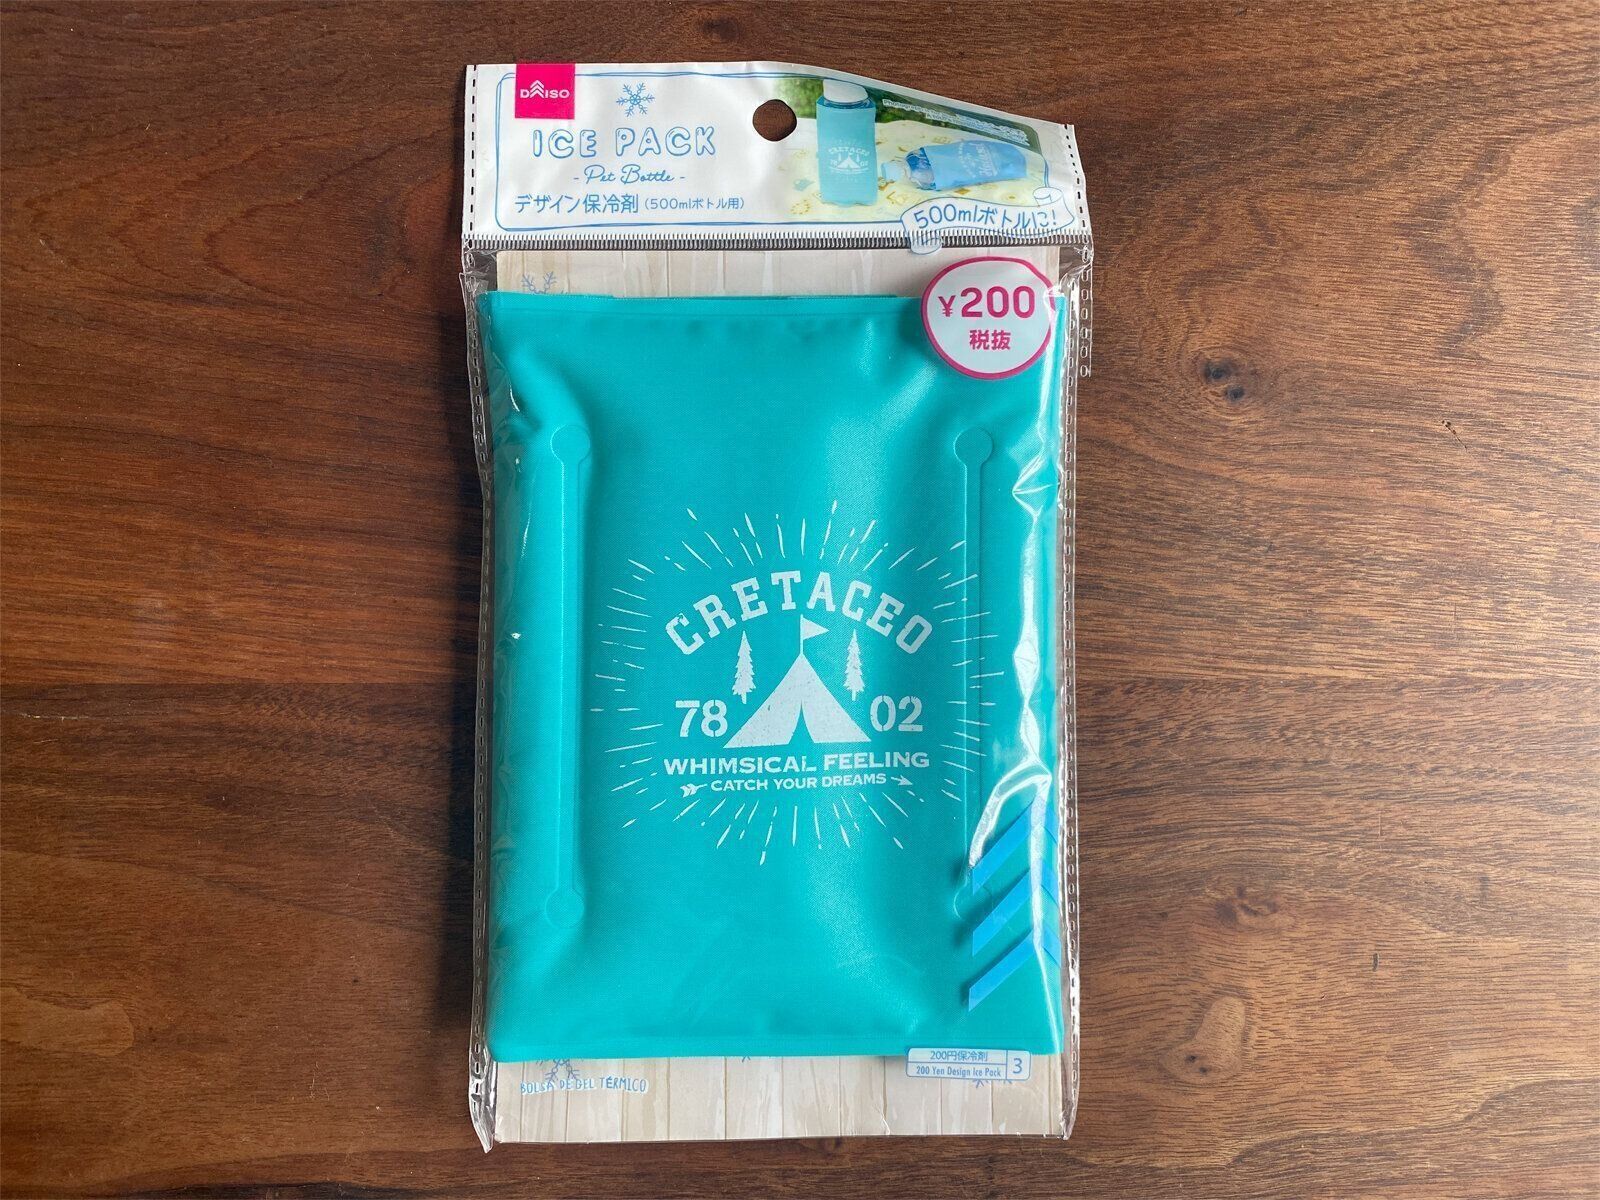 DAISO
ICE PACK
- Pet Bottle -
デザイン保冷剤(500mlボトル用)
CRETACEO
500mlボトルに!
¥200
税抜
CRETACEO
78 02
WHIMSICAL FEELING
CATCH YOUR DREAMS
200円保冷剤
200 Yen Design Ice Pack
3
BOLSA DE GEL TÉRMICO